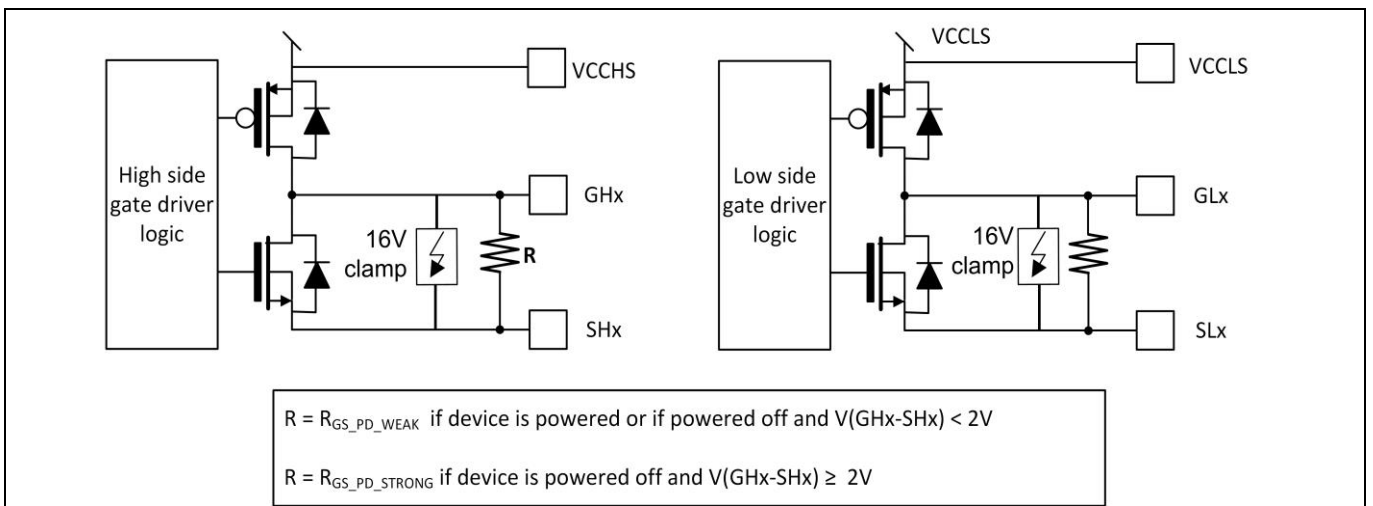 High side
gate driver
logic
VCCHS
GHx
16V
clamp
R
SHx
Low side
gate driver
logic
VCCLS
VCCLS
GLx
16V
clamp
SLx
R = RGS_PD_WEAK if device is powered or if powered off and V(GHx-SHx) < 2V
R = RGS_PD_STRONG if device is powered off and V(GHx-SHx) ≥ 2V